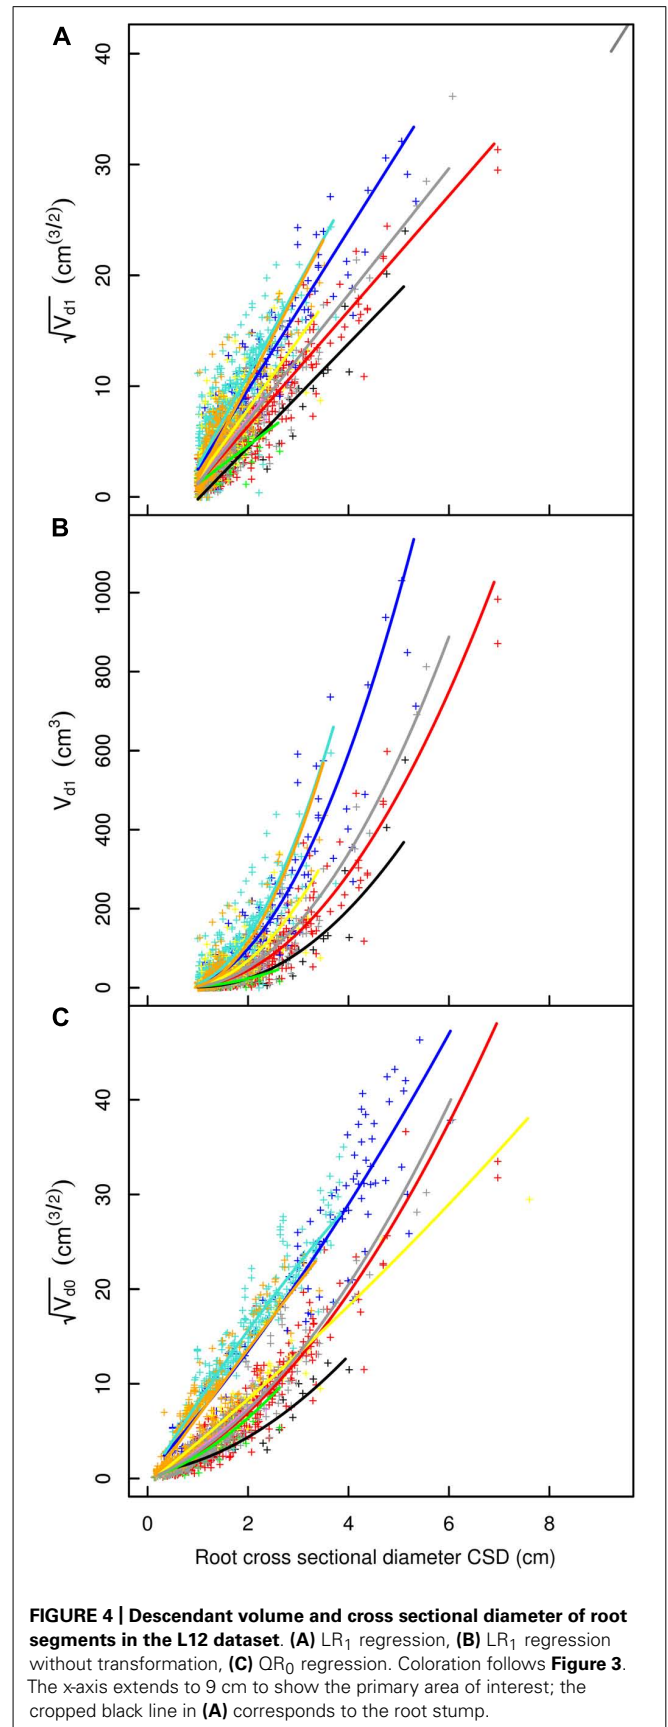 A
40
30
20
10
0
√Vd1 (cm(3/2))
B
1000
800
600
400
200
0
Vd1 (cm3)
C
40
30
20
10
0
√Vd0 (cm(3/2))
0 2 4 6 8
Root cross sectional diameter CSD (cm)
FIGURE 4 | Descendant volume and cross sectional diameter of root
segments in the L12 dataset. (A) LR1 regression, (B) LR1 regression
without transformation, (C) QR0 regression. Coloration follows Figure 3.
The x-axis extends to 9 cm to show the primary area of interest; the
cropped black line in (A) corresponds to the root stump.